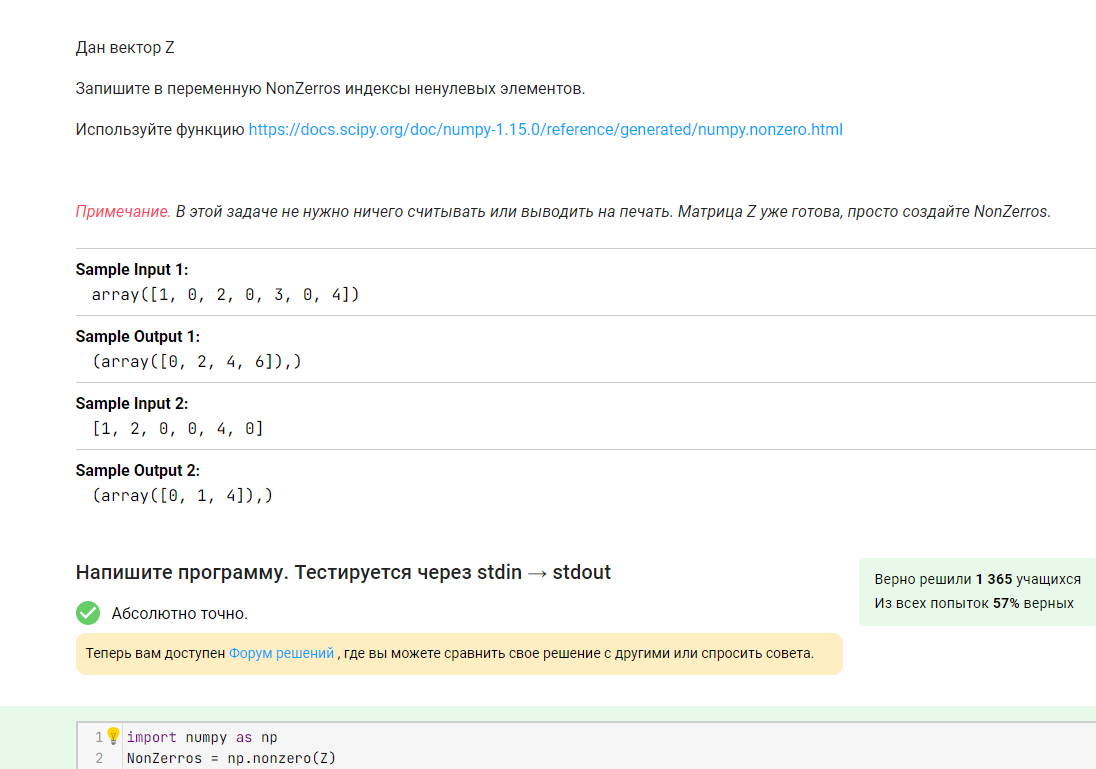 Дан вектор Z
Запишите в переменную NonZerros индексы ненулевых элементов.
Используйте функцию https://docs.scipy.org/doc/numpy-1.15.0/reference/generated/numpy.nonzero.html
Примечание. В этой задаче не нужно ничего считывать или выводить на печать. Матрица Z уже готова, просто создайте NonZerros.
Sample Input 1:
array([1, 0, 2, 0, 3, 0, 4])
Sample Output 1:
(array([0, 2, 4, 6]),)
Sample Input 2:
[1, 2, 0, 0, 4, 0]
Sample Output 2:
(array([0, 1, 4]),)
Напишите программу. Тестируется через stdin → stdout
Верно решили 1 365 учащихся
Из всех попыток 57% верных
Абсолютно точно.
Теперь вам доступен Форум решений , где вы можете сравнить свое решение с другими или спросить совета.
1 import numpy as np
2 NonZerros = np.nonzero(Z)